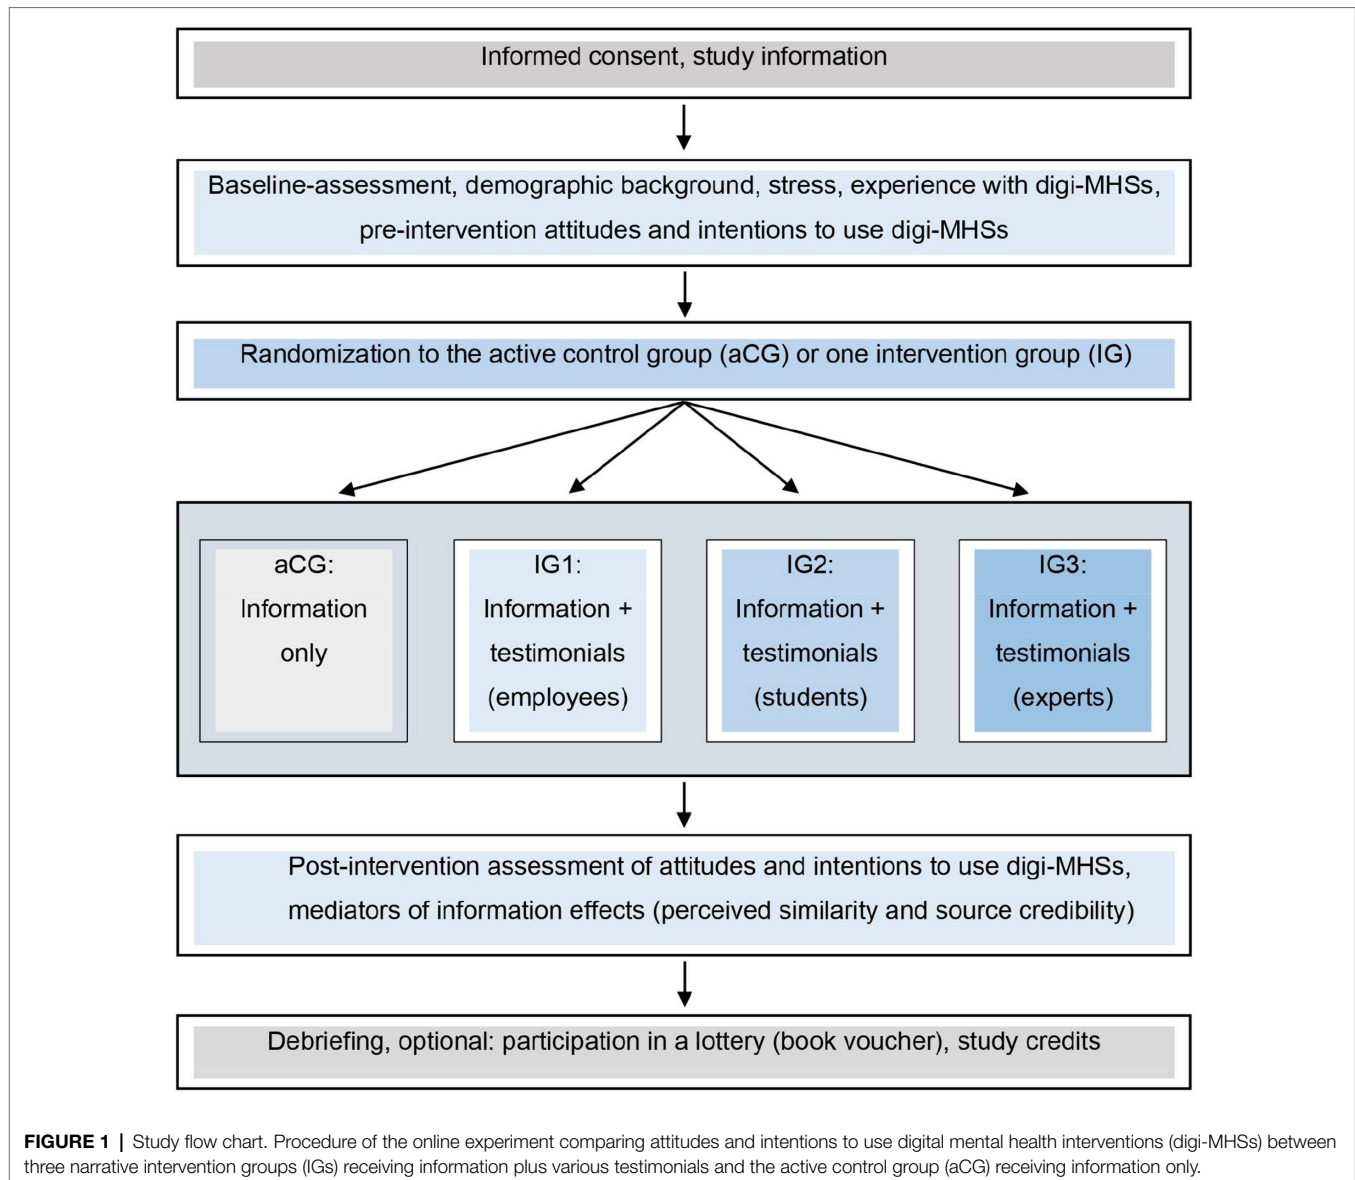 Informed consent, study information
Baseline-assessment, demographic background, stress, experience with digi-MHSs,
pre-intervention attitudes and intentions to use digi-MHSs
Randomization to the active control group (aCG) or one intervention group (IG)
aCG:
Information
only
IG1:
Information +
testimonials
(employees)
IG2:
Information +
testimonials
(students)
IG3:
Information +
testimonials
(experts)
Post-intervention assessment of attitudes and intentions to use digi-MHSs,
mediators of information effects (perceived similarity and source credibility)
Debriefing, optional: participation in a lottery (book voucher), study credits
FIGURE 1 | Study flow chart. Procedure of the online experiment comparing attitudes and intentions to use digital mental health interventions (digi-MHSs) between
three narrative intervention groups (IGs) receiving information plus various testimonials and the active control group (aCG) receiving information only.